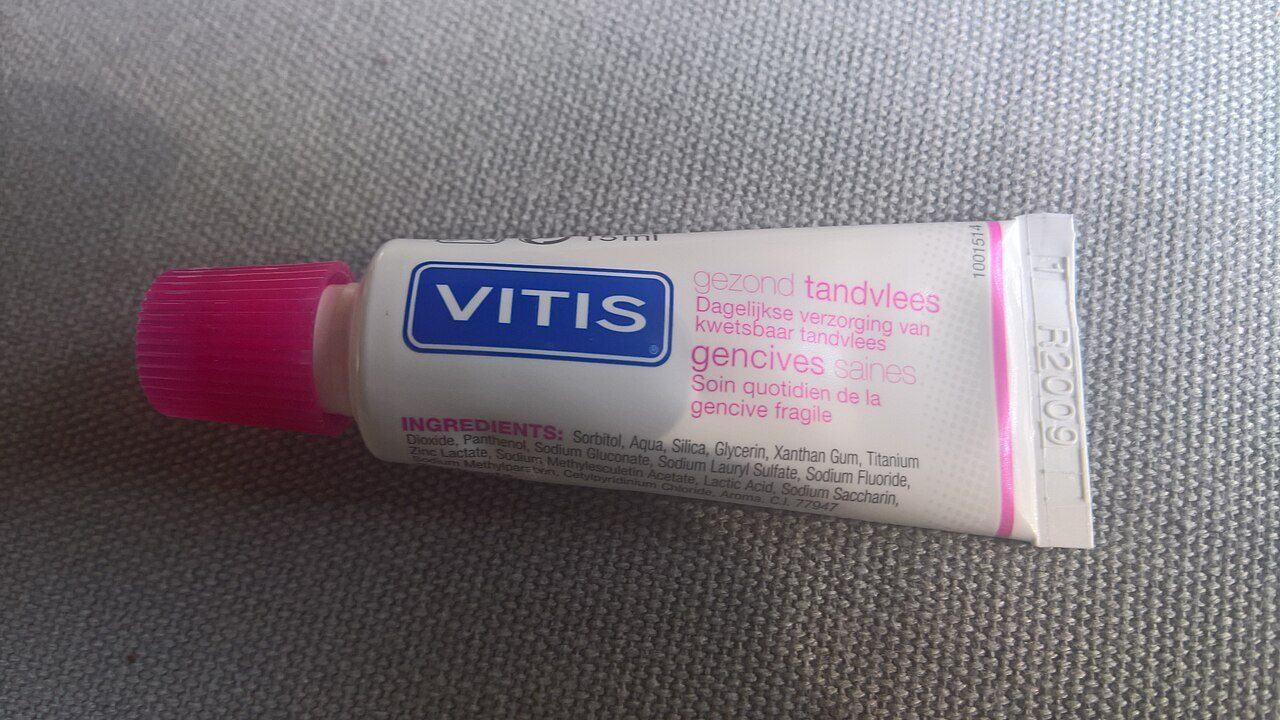 15ml
VITIS
®
gezond tandvlees
Dagelijkse verzorging van
kwetsbaar tandvlees
gencives saines
Soin quotidien de la
gencive fragile
INGREDIENTS: Sorbitol, Aqua, Silica, Glycerin, Xanthan Gum, Titanium
Dioxide, Panthenol, Sodium Gluconate, Sodium Lauryl Sulfate, Sodium Fluoride,
Zinc Lactate, Sodium Methylesculetin Acetate, Lactic Acid, Sodium Saccharin,
Sodium Cetylpyridinium Chloride, Aroma, C.I. 77947
1001514
R2009